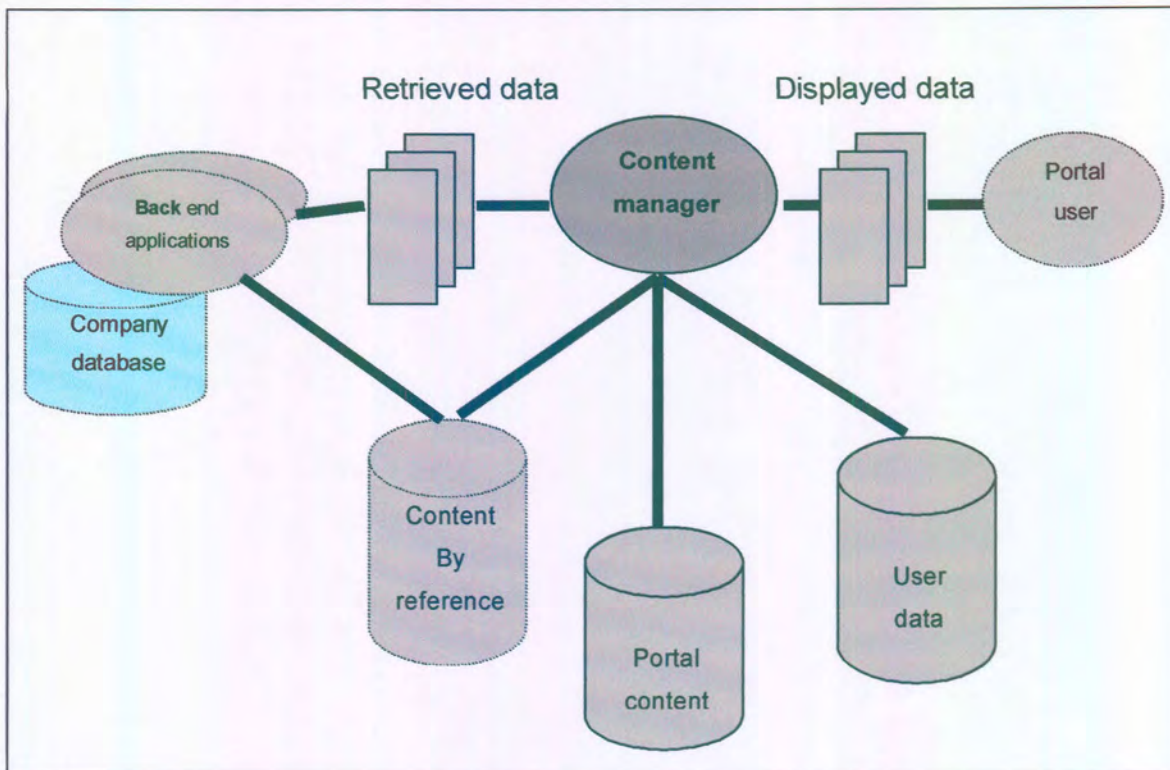 Retrieved data
Displayed data
Back end
applications
Content
manager
Portal
user
Company
database
Content
By
reference
Portal
content
User
data